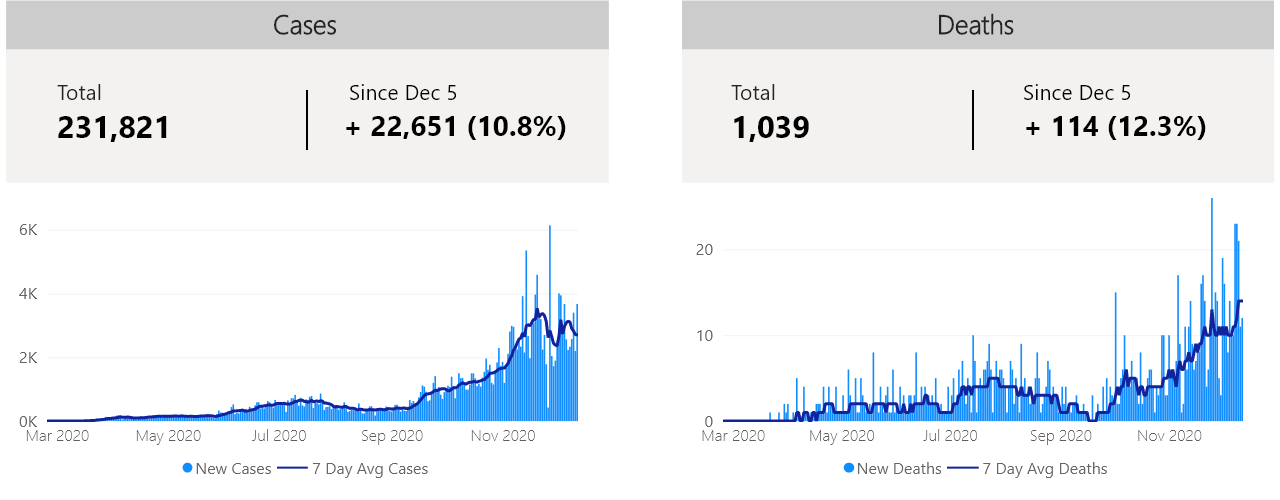 Cases
Total
231,821
Since Dec 5
+ 22,651 (10.8%)
6K
4K
2K
0K
Mar 2020 May 2020 Jul 2020 Sep 2020 Nov 2020
New Cases 7 Day Avg Cases
Deaths
Total
1,039
Since Dec 5
+ 114 (12.3%)
20
10
0
Mar 2020 May 2020 Jul 2020 Sep 2020 Nov 2020
New Deaths 7 Day Avg Deaths